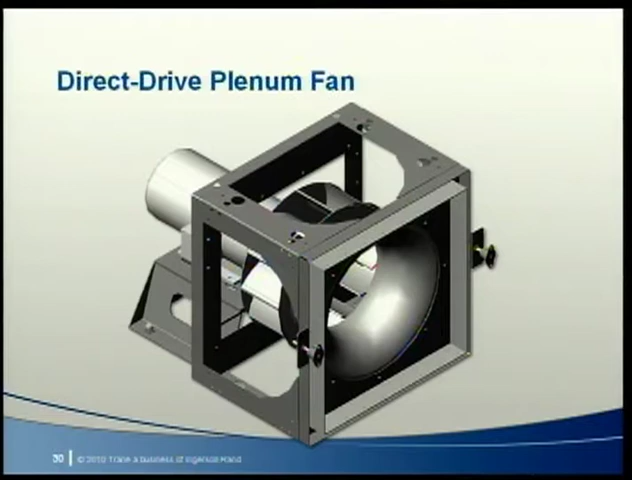 Direct-Drive Plenum Fan
30
© 2010 Trane a business of Ingersoll-Rand